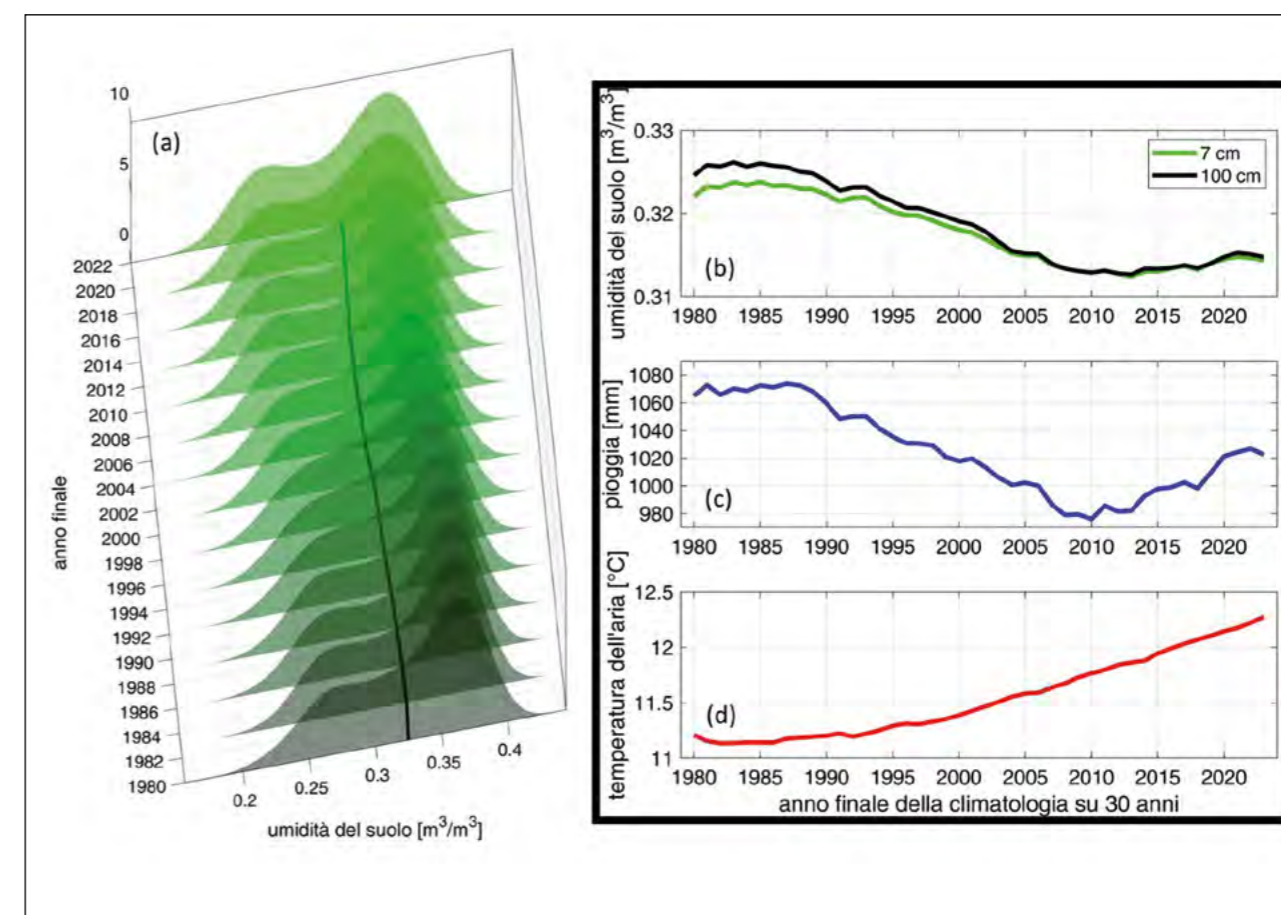 (a)
10
5
0
2022
2020
2018
2016
2014
2012
2010
2008
2006
2004
2002
2000
1998
1996
1994
1992
1990
1988
1986
1984
1982
1980
anno finale
0.2 0.25 0.3 0.35 0.4
umidità del suolo [m³/m³]
umidità del suolo [m³/m³]
0.33
0.32
0.31
7 cm
100 cm
(b)
1980 1985 1990 1995 2000 2005 2010 2015 2020
pioggia [mm]
1080
1060
1040
1020
1000
980
(c)
1980 1985 1990 1995 2000 2005 2010 2015 2020
temperatura dell'aria [°C]
12.5
12
11.5
11
(d)
1980 1985 1990 1995 2000 2005 2010 2015 2020
anno finale della climatologia su 30 anni